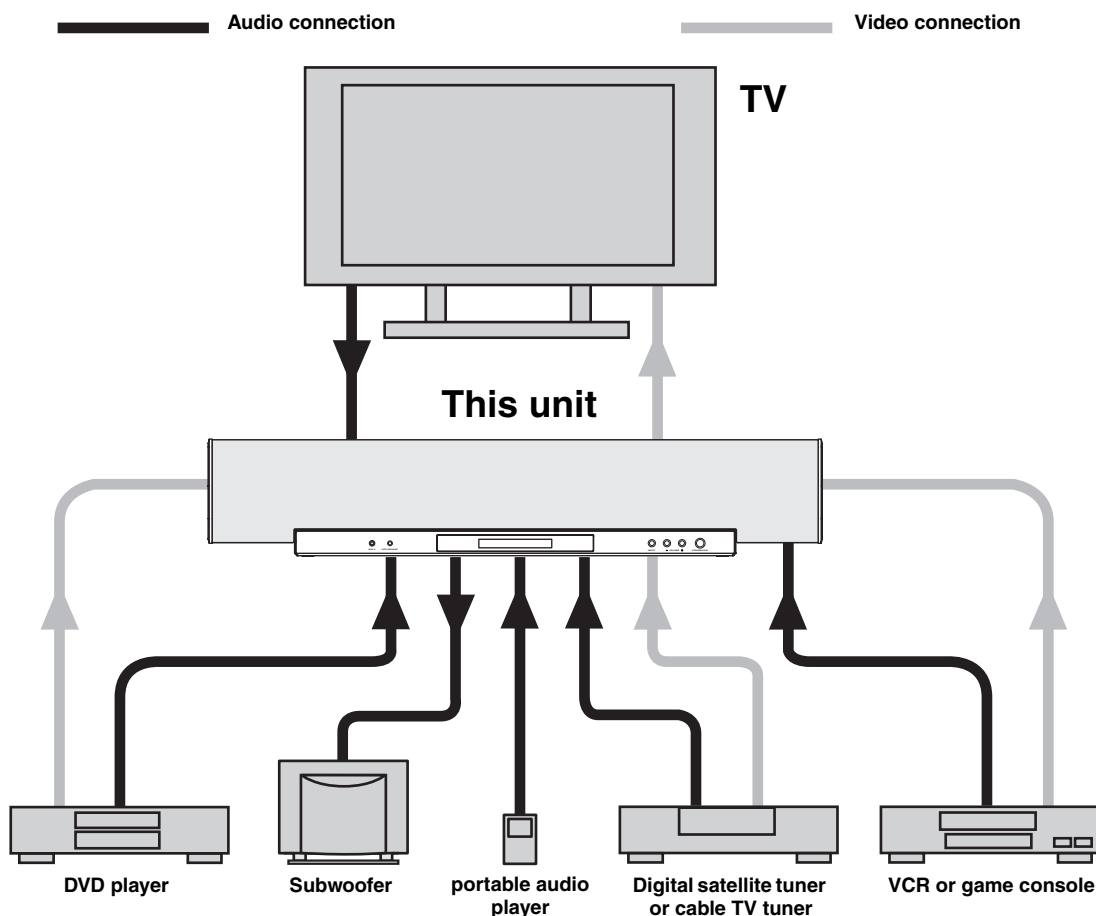 Audio connection
Video connection
TV
This unit
DVD player
Subwoofer
portable audio
player
Digital satellite tuner
or cable TV tuner
VCR or game console